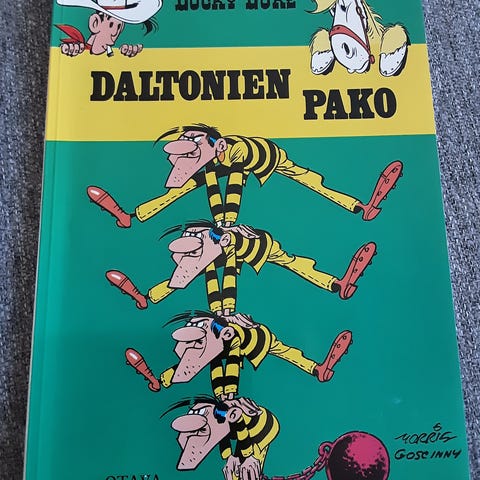 LUCKY LUKE
DALTONIEN
PAKO
MORRIS
GOSCINNY
OTAVA